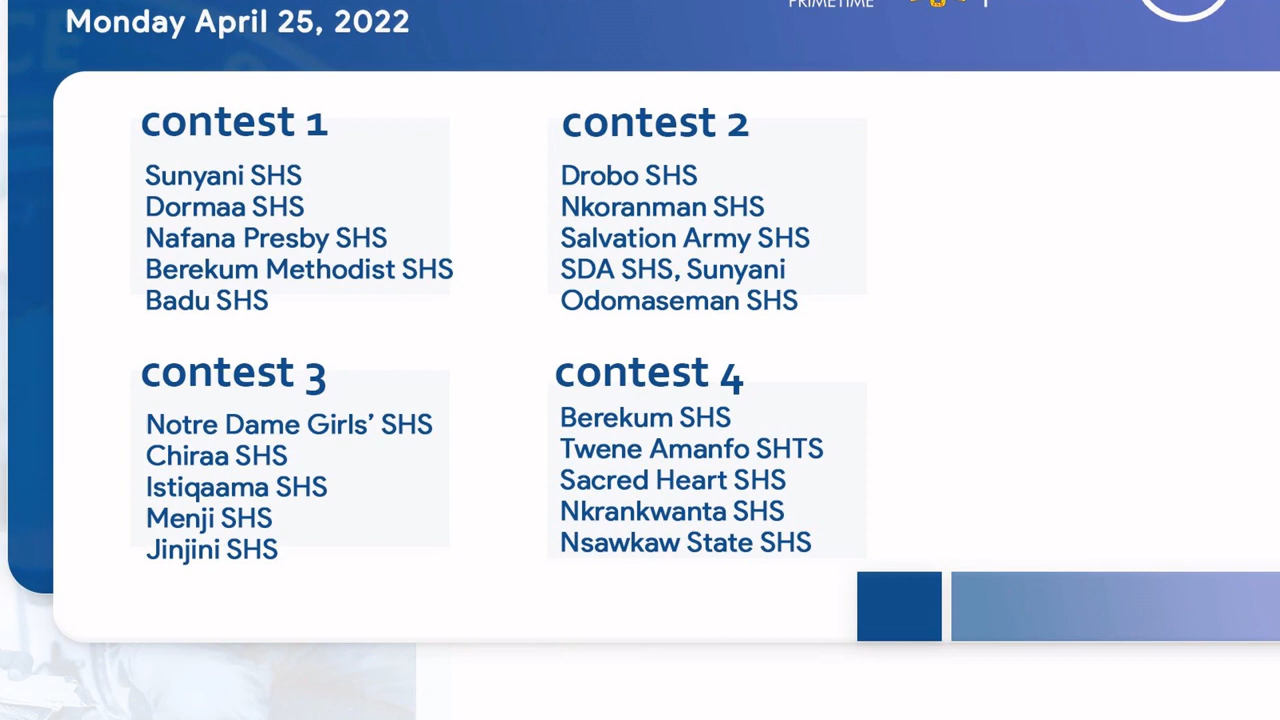 Monday April 25, 2022
PRIMETIME
contest 1
Sunyani SHS
Dormaa SHS
Nafana Presby SHS
Berekum Methodist SHS
Badu SHS
contest 2
Drobo SHS
Nkoranman SHS
Salvation Army SHS
SDA SHS, Sunyani
Odomaseman SHS
contest 3
Notre Dame Girls’ SHS
Chiraa SHS
Istiqaama SHS
Menji SHS
Jinjini SHS
contest 4
Berekum SHS
Twene Amanfo SHTS
Sacred Heart SHS
Nkrankwanta SHS
Nsawkaw State SHS